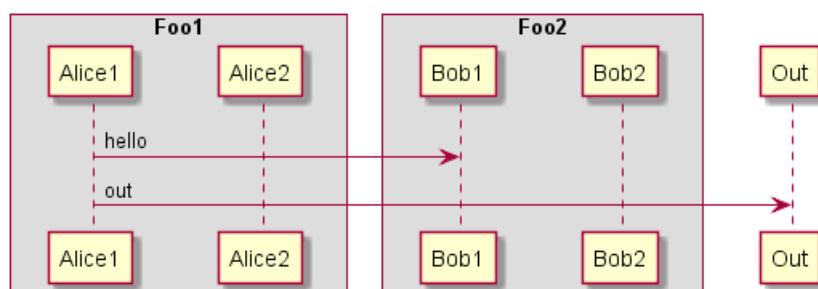 Foo1 Foo2
Alice1 Alice2 Bob1 Bob2 Out
hello
out
Alice1 Alice2 Bob1 Bob2 Out